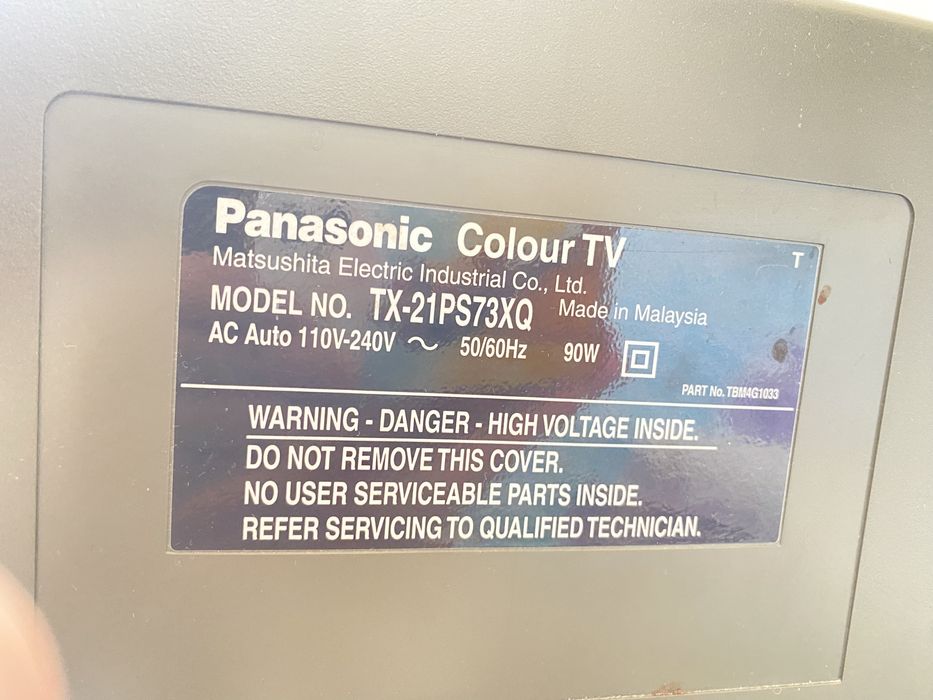 Panasonic Colour TV
T
Matsushita Electric Industrial Co., Ltd.
MODEL NO. TX-21PS73XQ Made in Malaysia
AC Auto 110V-240V ~ 50/60Hz 90W
PART No. TBM4G1033
WARNING - DANGER - HIGH VOLTAGE INSIDE.
DO NOT REMOVE THIS COVER.
NO USER SERVICEABLE PARTS INSIDE.
REFER SERVICING TO QUALIFIED TECHNICIAN.